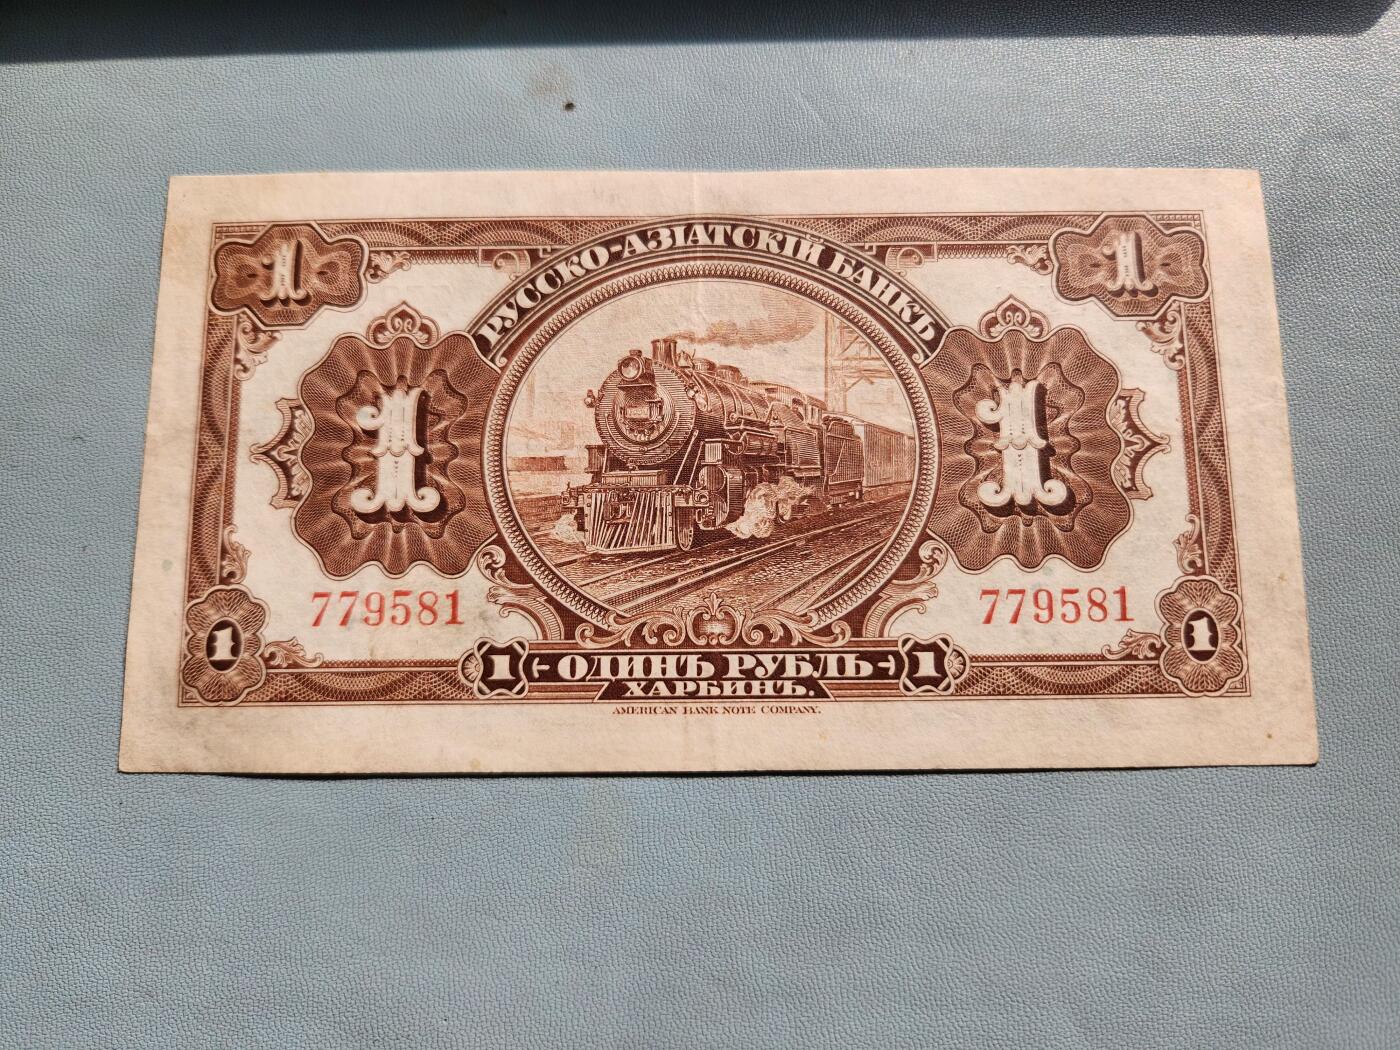 РУССКО-АЗІАТСКІЙ БАНКЪ
1 1
1 1
779581 779581
1 1
1 ОДИНЪ РУБЛЬ 1
ХАРБИНЪ.
AMERICAN BANK NOTE COMPANY.